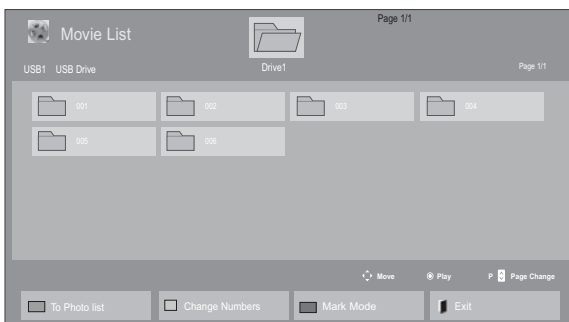 Page 1/1
Movie List
Drive1
USB1 USB Drive
Page 1/1
001 002 003 004
005 006
Move Play P Page Change
To Photo list Change Numbers Mark Mode Exit